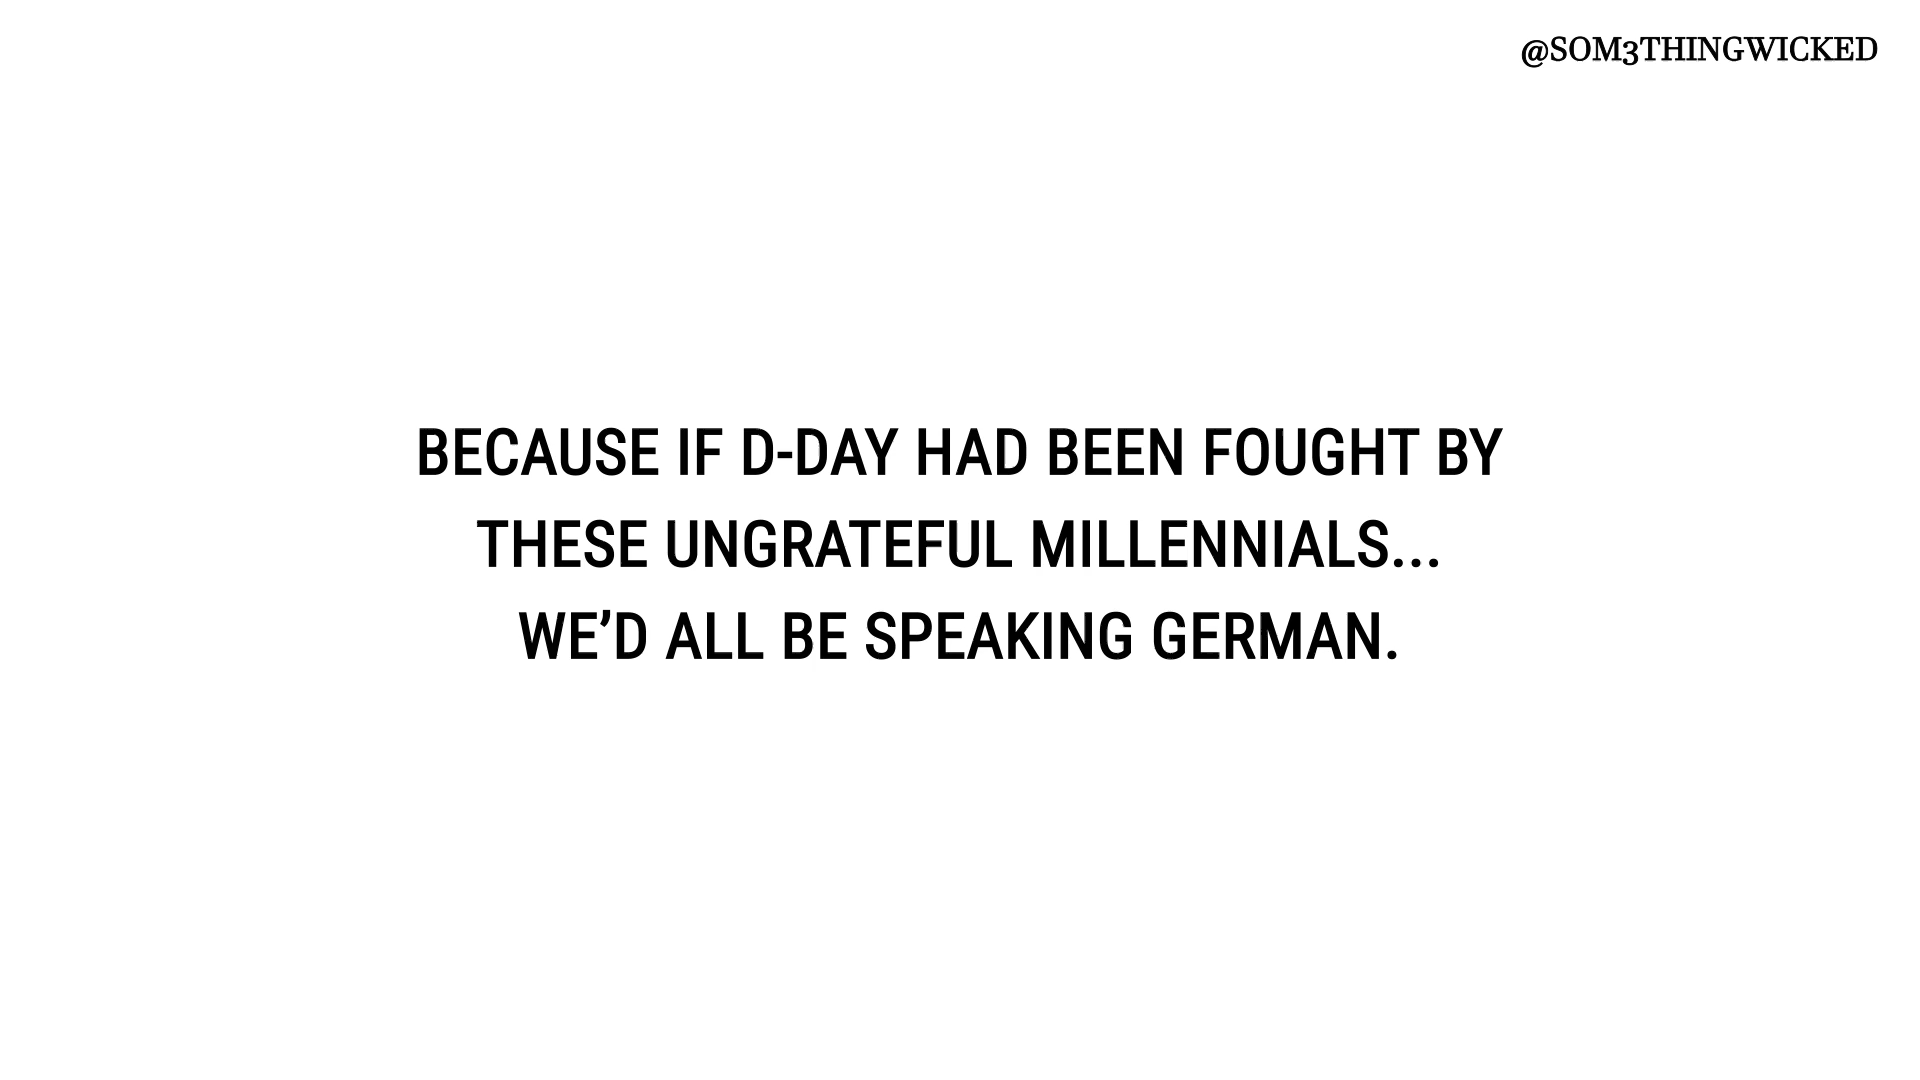 @SOM3THINGWICKED
BECAUSE IF D-DAY HAD BEEN FOUGHT BY
THESE UNGRATEFUL MILLENNIALS...
WE’D ALL BE SPEAKING GERMAN.